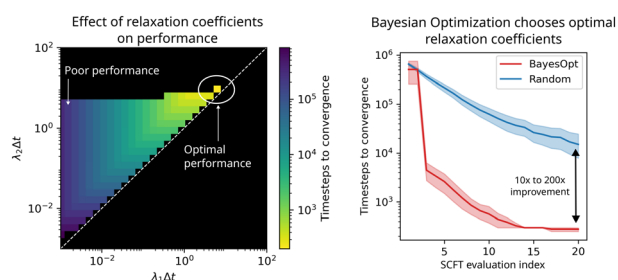 Effect of relaxation coefficients
on performance
10²
10⁰
10⁻²
λ₂Δt
Poor performance
Optimal
performance
10⁻²
10⁰
10²
λ₁Δt
10⁵
10⁴
10³
Timesteps to convergence
Bayesian Optimization chooses optimal
relaxation coefficients
10⁶
10⁵
10⁴
10³
Timesteps to convergence
BayesOpt
Random
10x to 200x
improvement
5
10
15
20
SCFT evaluation index